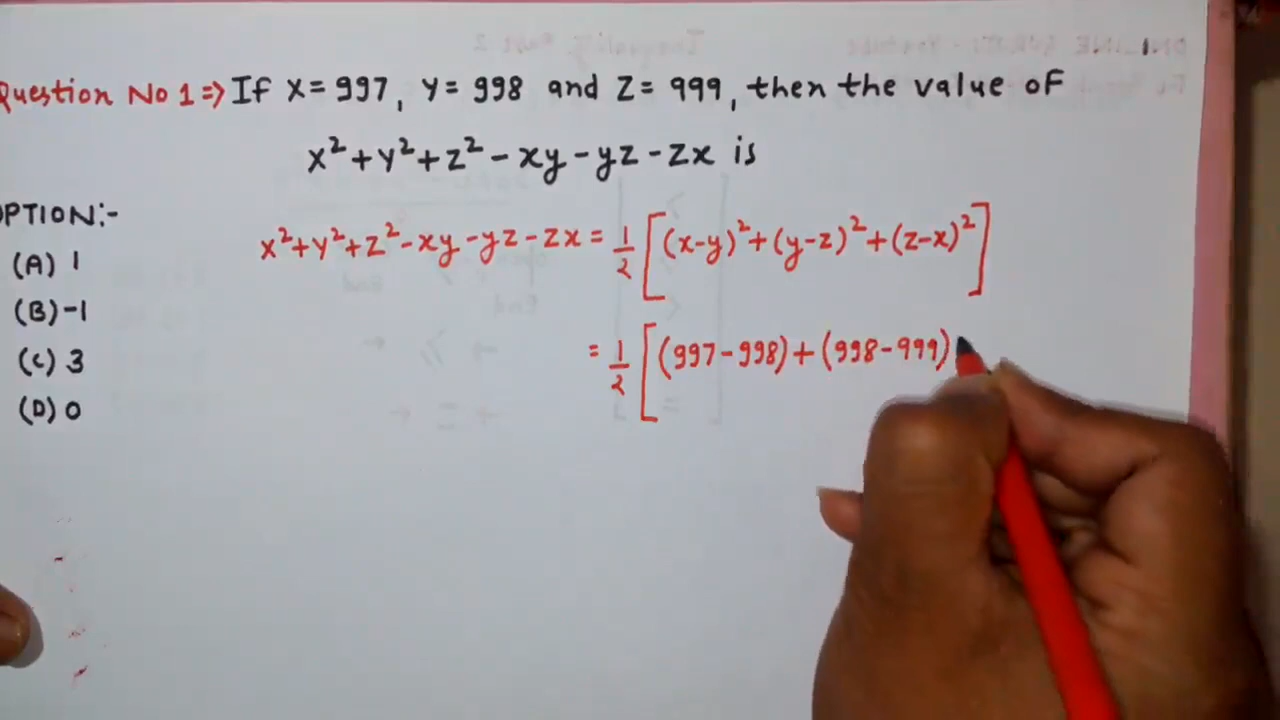 Question No 1 => If x = 997, y = 998 and z = 999, then the value of
x² + y² + z² - xy - yz - zx is
OPTION:-
x² + y² + z² - xy - yz - zx = 1/2 [(x-y)² + (y-z)² + (z-x)²]
(A) 1
(B) -1
= 1/2 [(997-998) + (998-999)
(C) 3
(D) 0